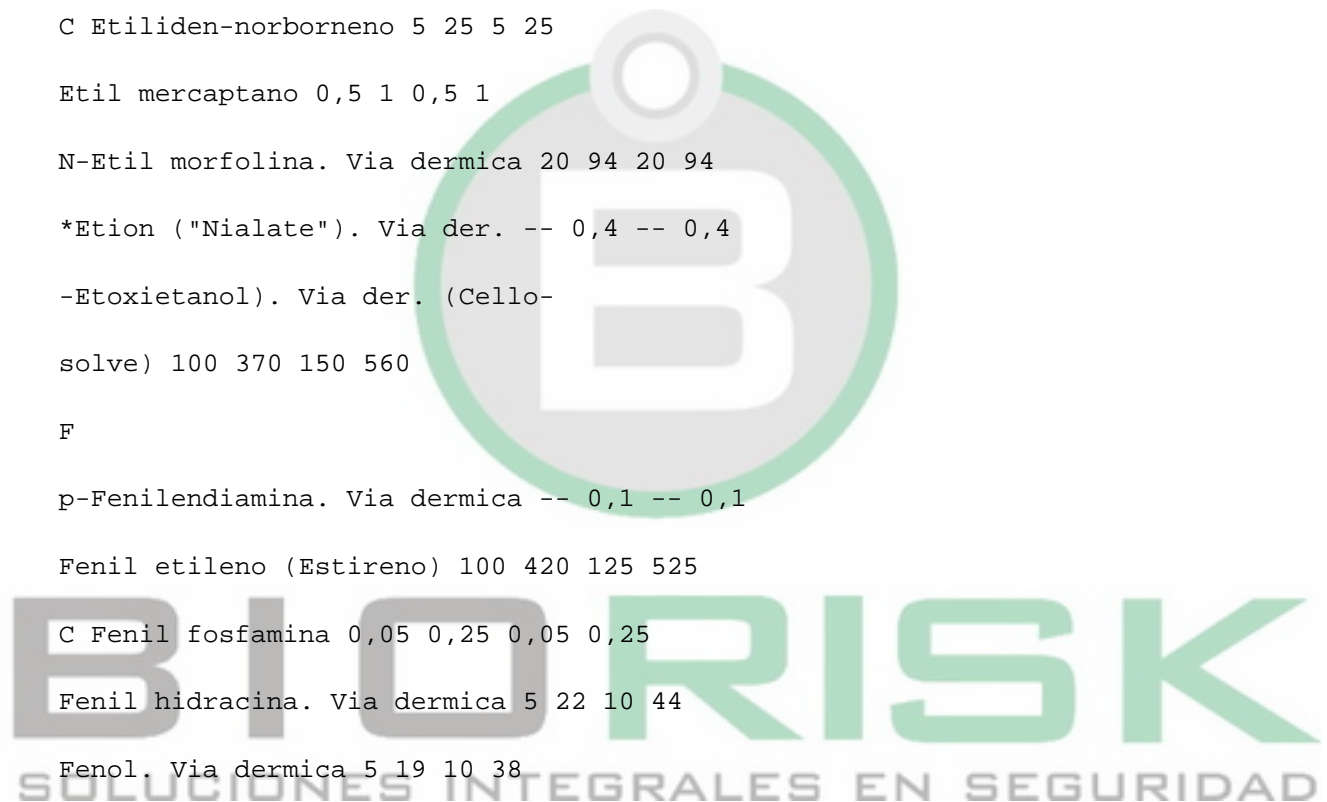 C Etiliden-norborneno 5 25 5 25
Etil mercaptano 0,5 1 0,5 1
N-Etil morfolina. Via dermica 20 94 20 94
*Etion ("Nialate"). Via der. -- 0,4 -- 0,4
-Etoxietanol). Via der. (Cello-
solve) 100 370 150 560
F
p-Fenilendiamina. Via dermica -- 0,1 -- 0,1
Fenil etileno (Estireno) 100 420 125 525
C Fenil fosfamina 0,05 0,25 0,05 0,25
Fenil hidracina. Via dermica 5 22 10 44
Fenol. Via dermica 5 19 10 38
B
BIORISK
SOLUCIONES INTEGRALES EN SEGURIDAD